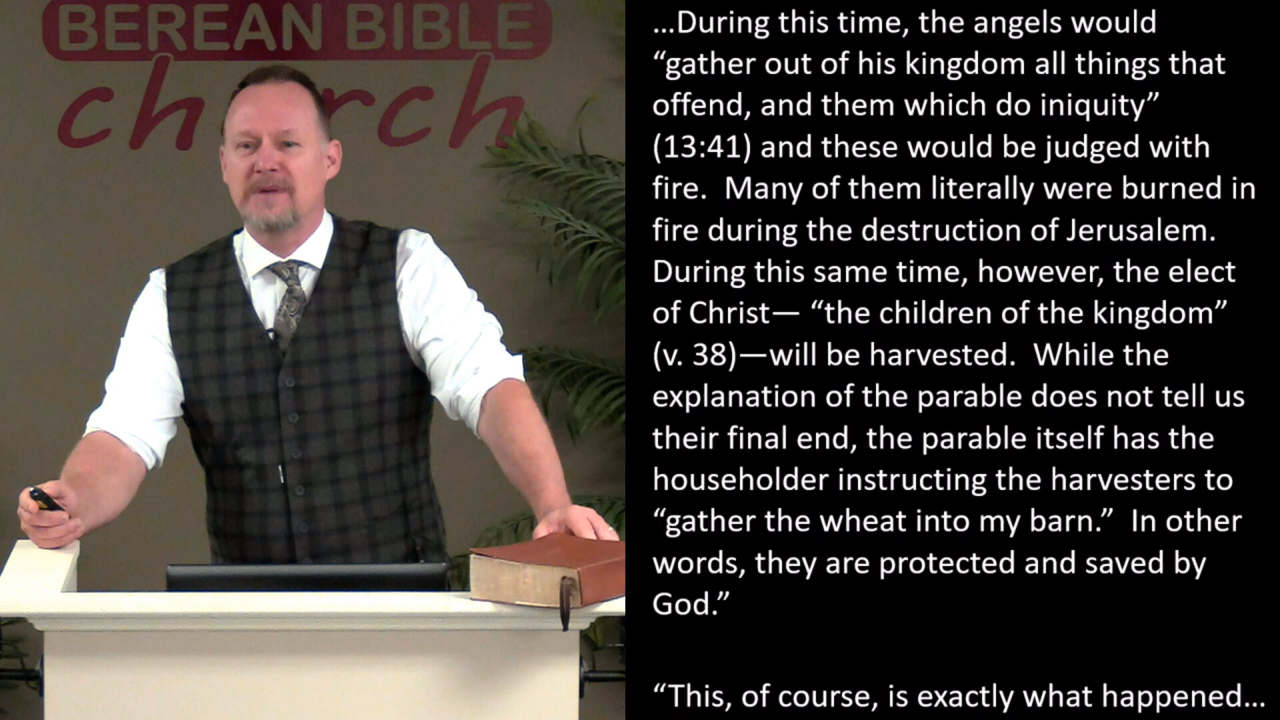 BEREAN BIBLE
church
…During this time, the angels would
“gather out of his kingdom all things that
offend, and them which do iniquity”
(13:41) and these would be judged with
fire.  Many of them literally were burned in
fire during the destruction of Jerusalem.
During this same time, however, the elect
of Christ— “the children of the kingdom”
(v. 38)—will be harvested.  While the
explanation of the parable does not tell us
their final end, the parable itself has the
householder instructing the harvesters to
“gather the wheat into my barn.”  In other
words, they are protected and saved by
God.”
“This, of course, is exactly what happened…